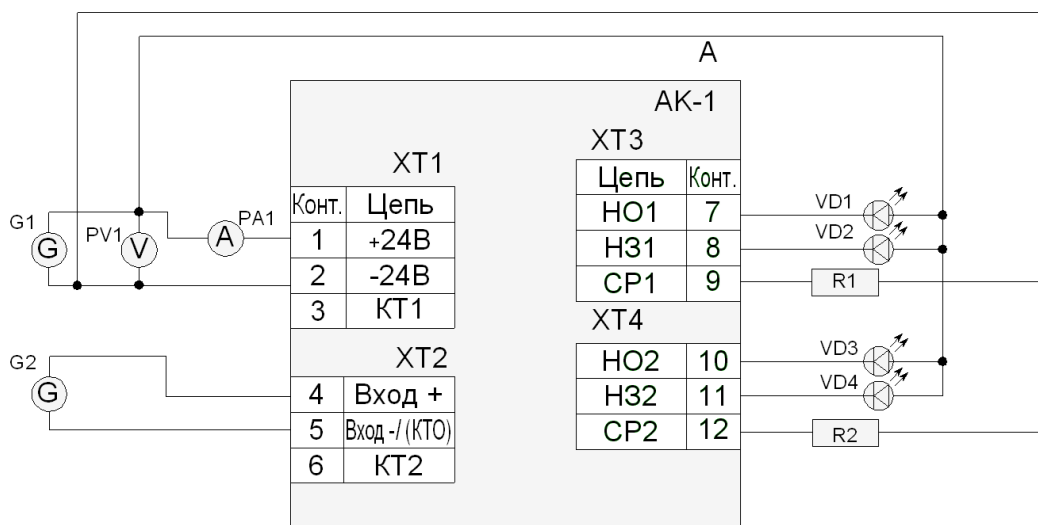 A
АК-1
XT1
Конт. Цепь
1 +24В
2 -24В
3 КТ1
XT2
4 Вход +
5 Вход -/ (КТО)
6 КТ2
XT3
Цепь Конт.
НО1 7
НЗ1 8
СР1 9
XT4
НО2 10
НЗ2 11
СР2 12
G1
G
PV1
V
A
PA1
G2
G
VD1
VD2
R1
VD3
VD4
R2